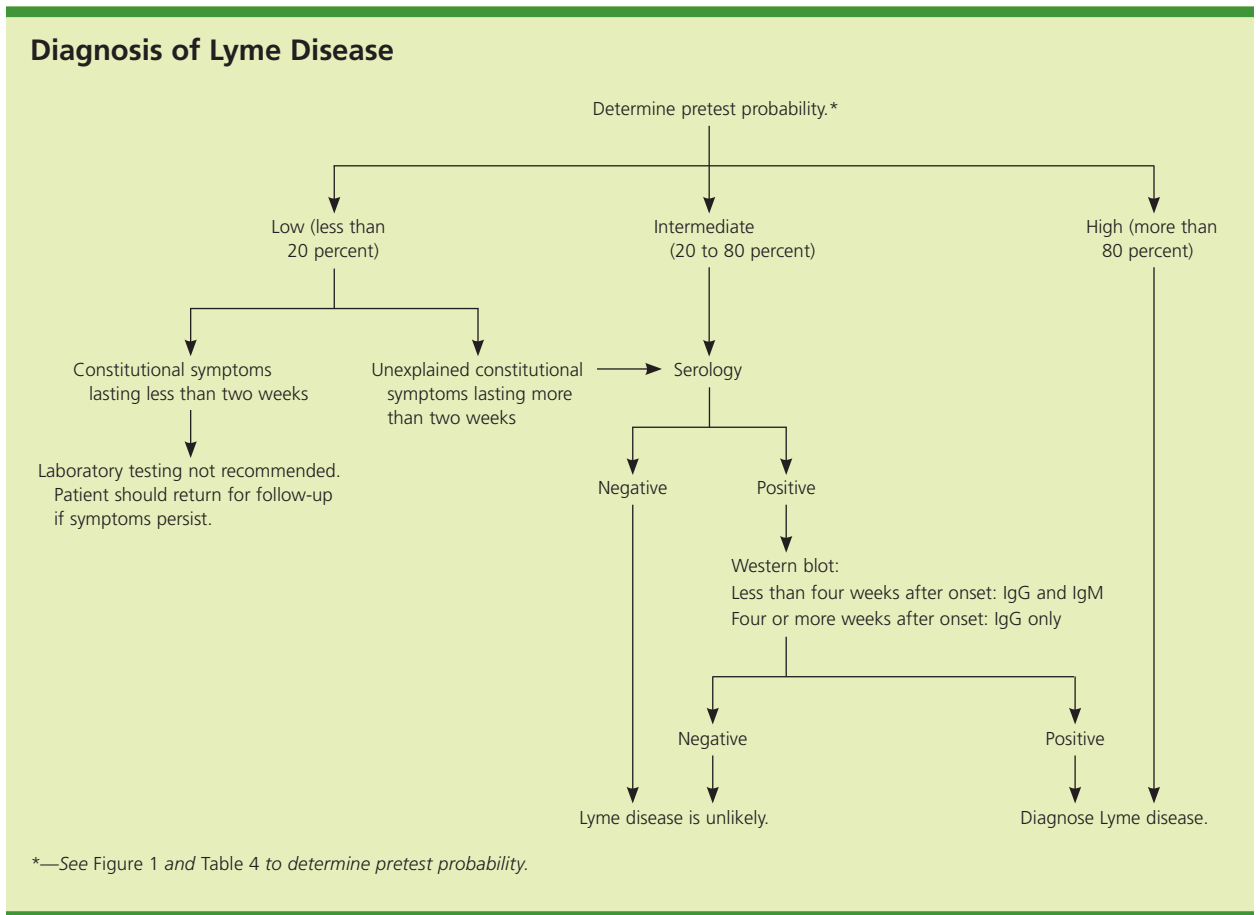 Diagnosis of Lyme Disease
Determine pretest probability.*
Low (less than
20 percent)
Intermediate
(20 to 80 percent)
High (more than
80 percent)
Constitutional symptoms
lasting less than two weeks
Unexplained constitutional
symptoms lasting more
than two weeks
Serology
Laboratory testing not recommended.
Patient should return for follow-up
if symptoms persist.
Negative
Positive
Western blot:
Less than four weeks after onset: IgG and IgM
Four or more weeks after onset: IgG only
Negative
Positive
Lyme disease is unlikely.
Diagnose Lyme disease.
*—See Figure 1 and Table 4 to determine pretest probability.